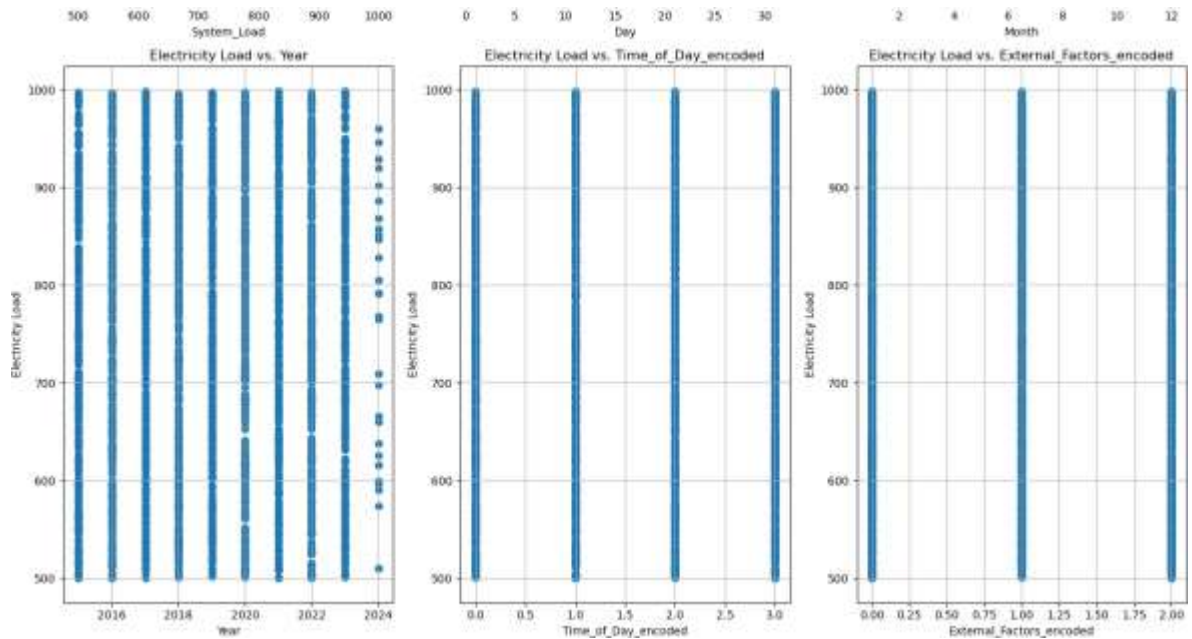 500 600 700 800 900 1000 0 5 10 15 20 25 30 2 4 6 8 10 12
System_Load Day Month
Electricity Load vs. Year Electricity Load vs. Time_of_Day_encoded Electricity Load vs. External_Factors_encoded
1000 1000 1000
900 900 900
800 800 800
Electricity Load Electricity Load Electricity Load
700 700 700
600 600 600
500 500 500
2016 2018 2020 2022 2024 0.0 0.5 1.0 1.5 2.0 2.5 3.0 0.00 0.25 0.50 0.75 1.00 1.25 1.50 1.75 2.00
Year Time_of_Day_encoded External_Factors_encoded